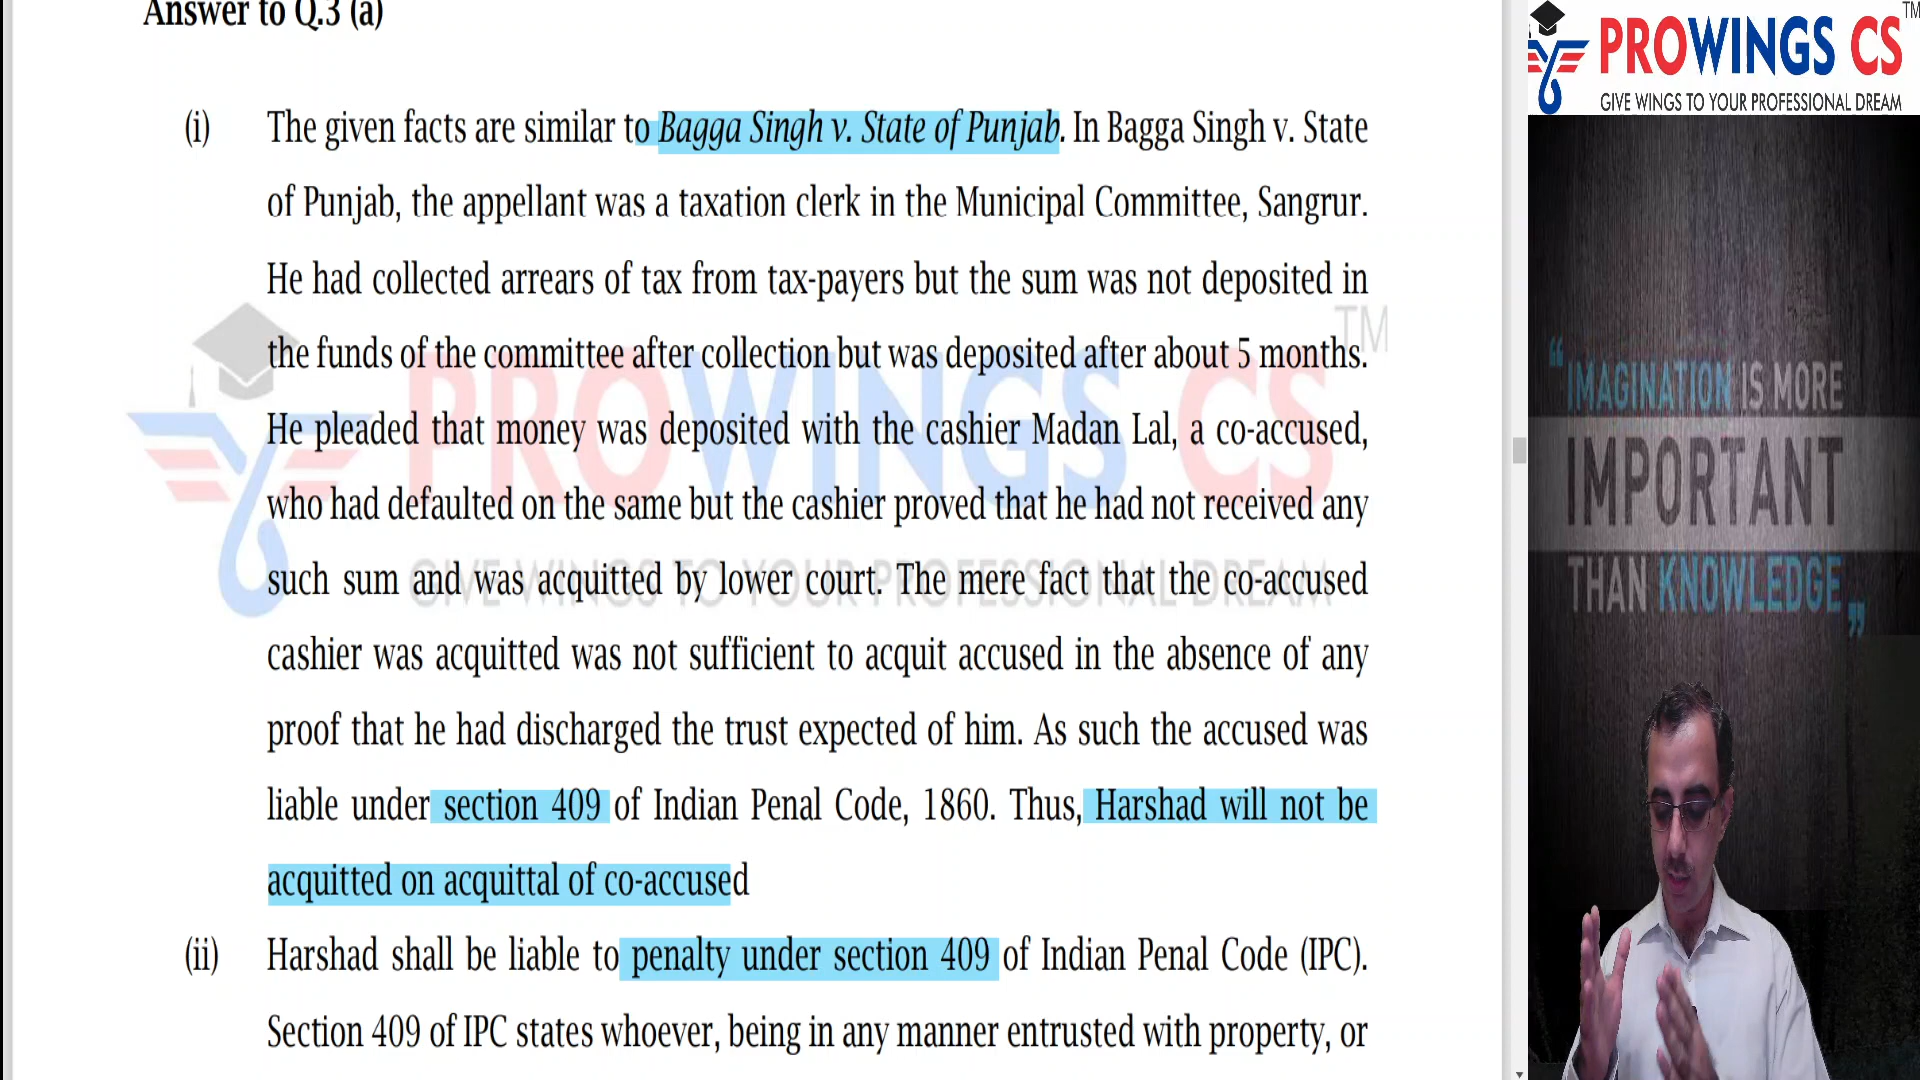 Answer to Q.3 (a)
(i) The given facts are similar to Bagga Singh v. State of Punjab. In Bagga Singh v. State
of Punjab, the appellant was a taxation clerk in the Municipal Committee, Sangrur.
He had collected arrears of tax from tax-payers but the sum was not deposited in
the funds of the committee after collection but was deposited after about 5 months.
He pleaded that money was deposited with the cashier Madan Lal, a co-accused,
who had defaulted on the same but the cashier proved that he had not received any
such sum and was acquitted by lower court. The mere fact that the co-accused
cashier was acquitted was not sufficient to acquit accused in the absence of any
proof that he had discharged the trust expected of him. As such the accused was
liable under section 409 of Indian Penal Code, 1860. Thus, Harshad will not be
acquitted on acquittal of co-accused
(ii) Harshad shall be liable to penalty under section 409 of Indian Penal Code (IPC).
Section 409 of IPC states whoever, being in any manner entrusted with property, or
PROWINGS CS TM
GIVE WINGS TO YOUR PROFESSIONAL DREAM
PROWINGS CS TM
GIVE WINGS TO YOUR PROFESSIONAL DREAM
“IMAGINATION IS MORE
IMPORTANT
THAN KNOWLEDGE„